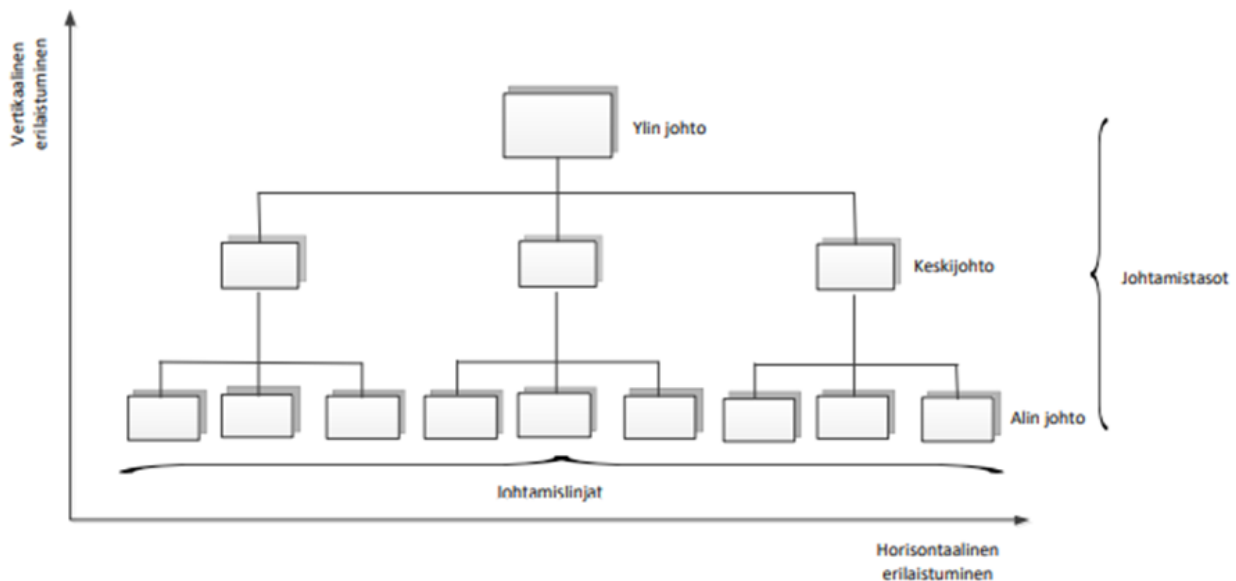 Vertikaalinen
erilaistuminen
Ylin johto
Keskijohto
Johtamistasot
Alin johto
Johtamislinjat
Horisontaalinen
erilaistuminen